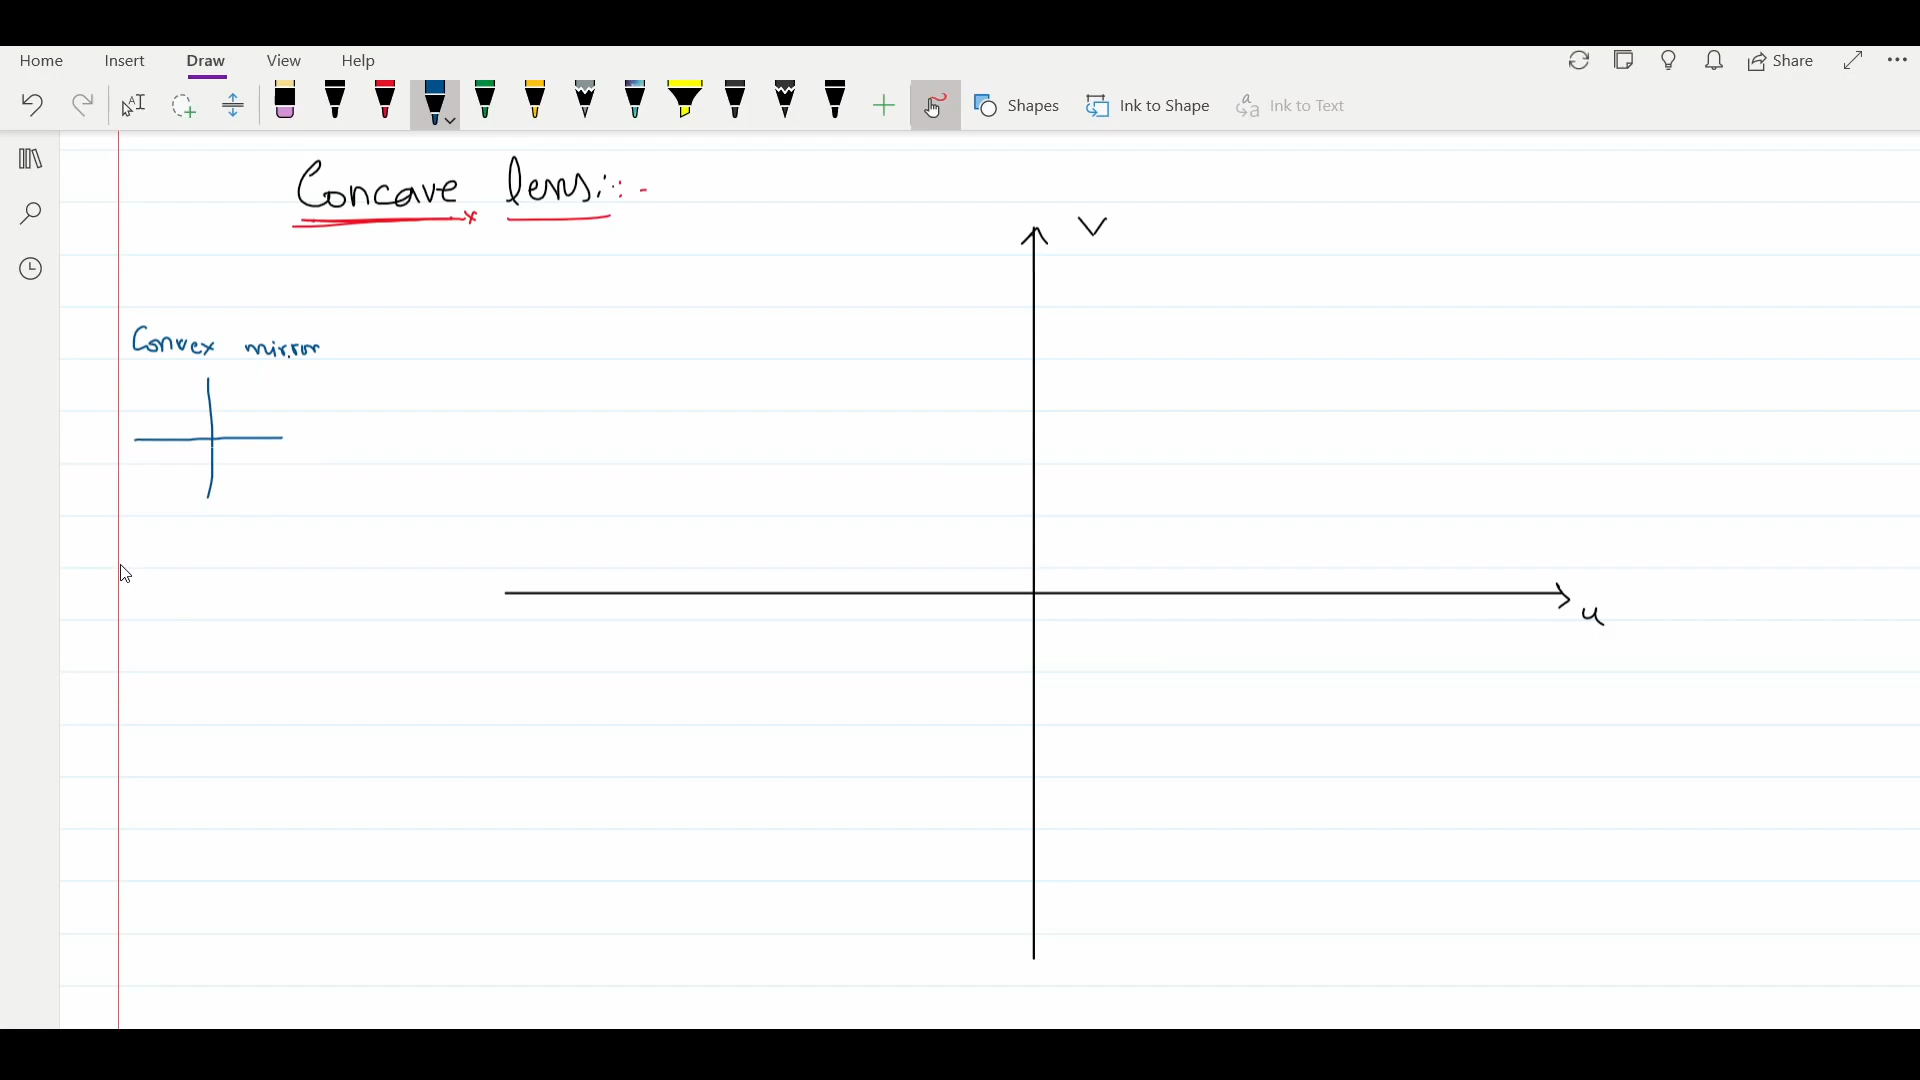 Home Insert Draw View Help Share
Shapes Ink to Shape Ink to Text
Concave lens::-
V
Convex mirror
u